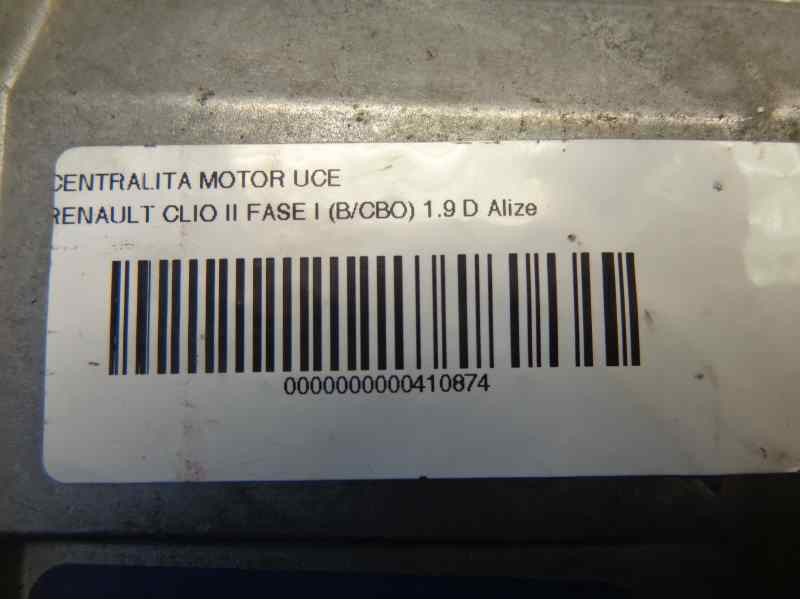 CENTRALITA MOTOR UCE
RENAULT CLIO II FASE I (B/CBO) 1.9 D Alize
0000000000410874